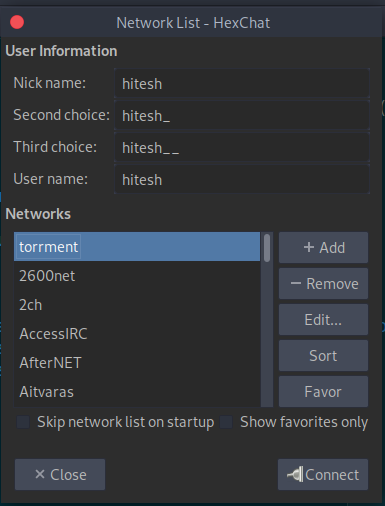 Network List - HexChat
User Information
Nick name: hitesh
Second choice: hitesh_
Third choice: hitesh__
User name: hitesh
Networks
torrment
2600net
2ch
AccessIRC
AfterNET
Aitvaras
+ Add
− Remove
Edit...
Sort
Favor
Skip network list on startup Show favorites only
× Close Connect